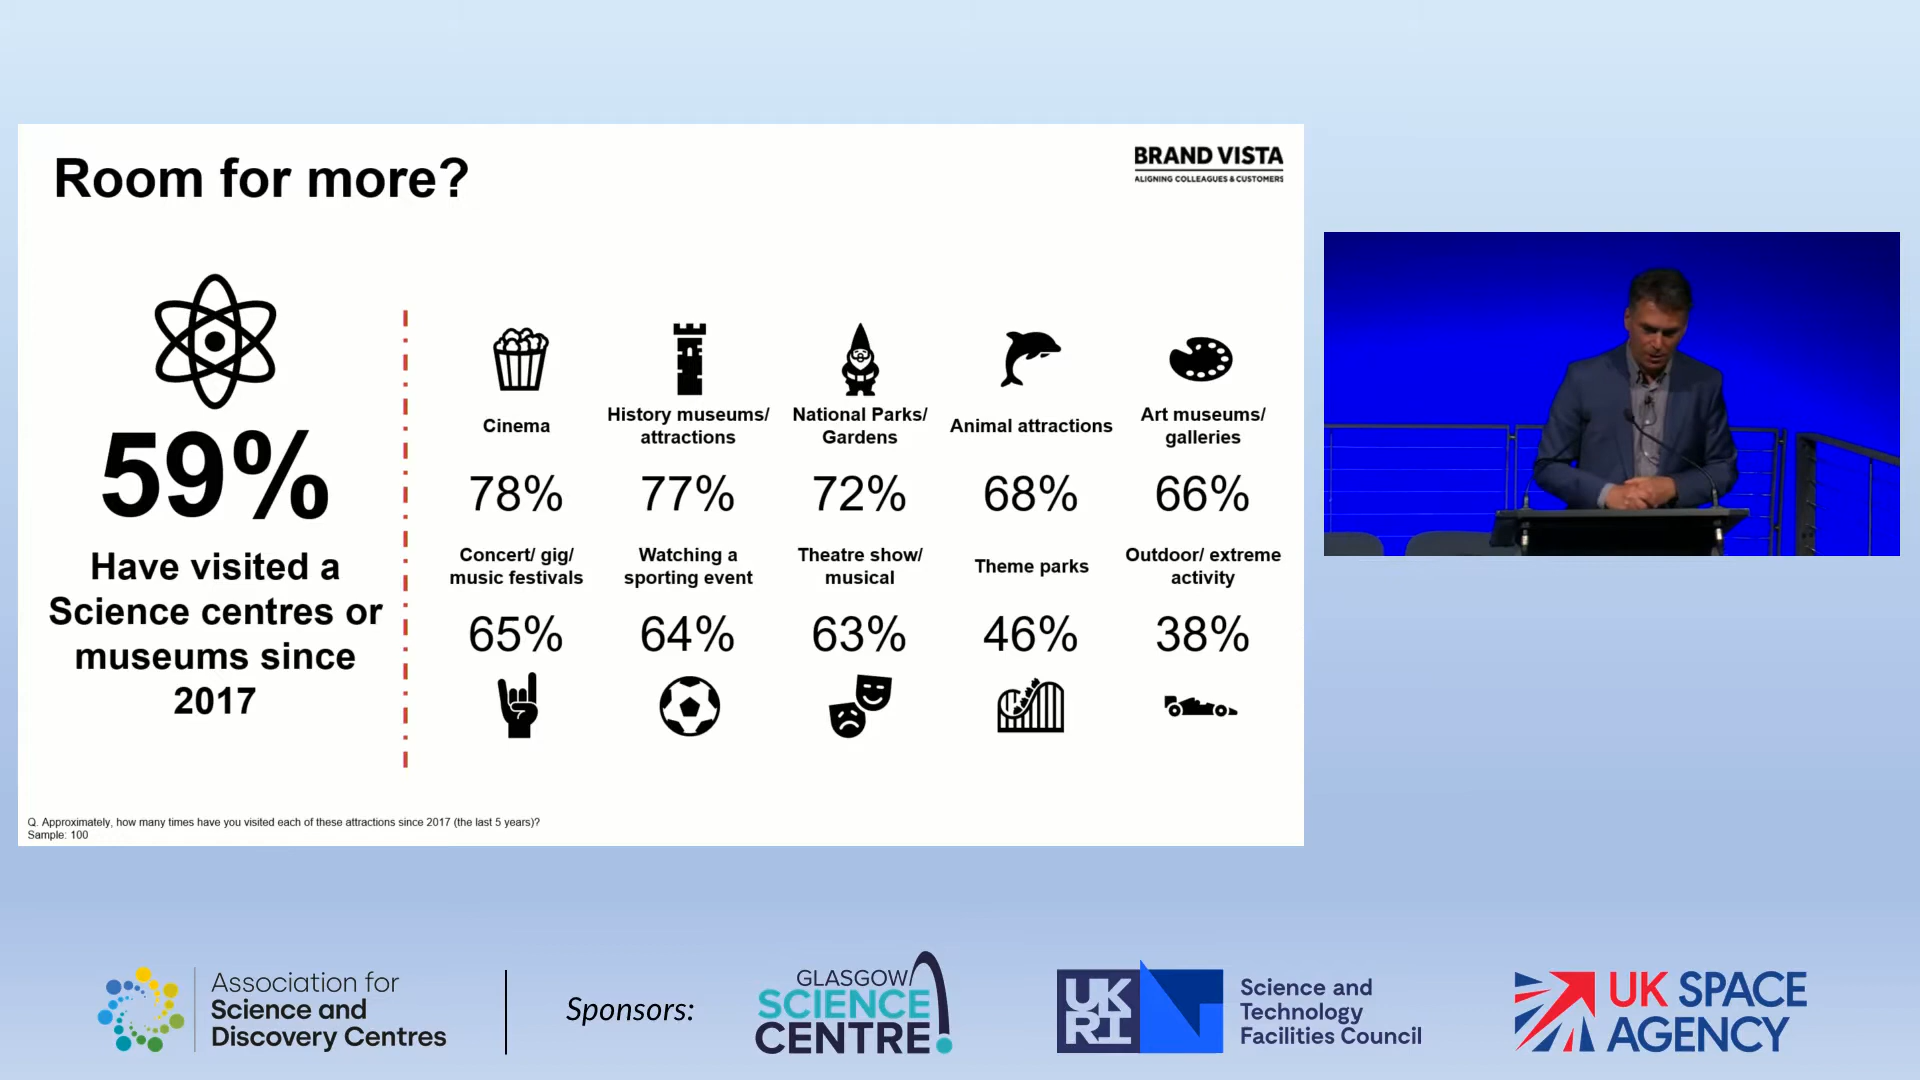 Room for more?
BRAND VISTA
ALIGNING COLLEAGUES & CUSTOMERS
59%
Have visited a
Science centres or
museums since
2017
Cinema
History museums/
attractions
National Parks/
Gardens
Animal attractions
Art museums/
galleries
78%
77%
72%
68%
66%
Concert/ gig/
music festivals
Watching a
sporting event
Theatre show/
musical
Theme parks
Outdoor/ extreme
activity
65%
64%
63%
46%
38%
Q. Approximately, how many times have you visited each of these attractions since 2017 (the last 5 years)?
Sample: 100
Association for
Science and
Discovery Centres
Sponsors:
GLASGOW
SCIENCE
CENTRE
UK
RI
Science and
Technology
Facilities Council
UK SPACE
AGENCY